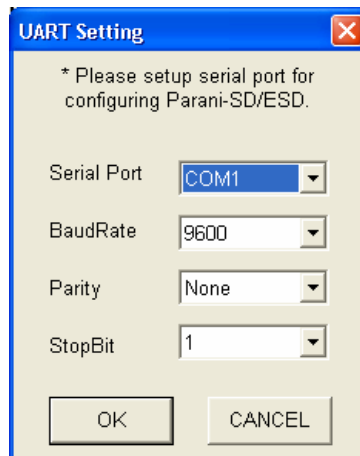 UART Setting
* Please setup serial port for
configuring Parani-SD/ESD.
Serial Port COM1
BaudRate 9600
Parity None
StopBit 1
OK CANCEL